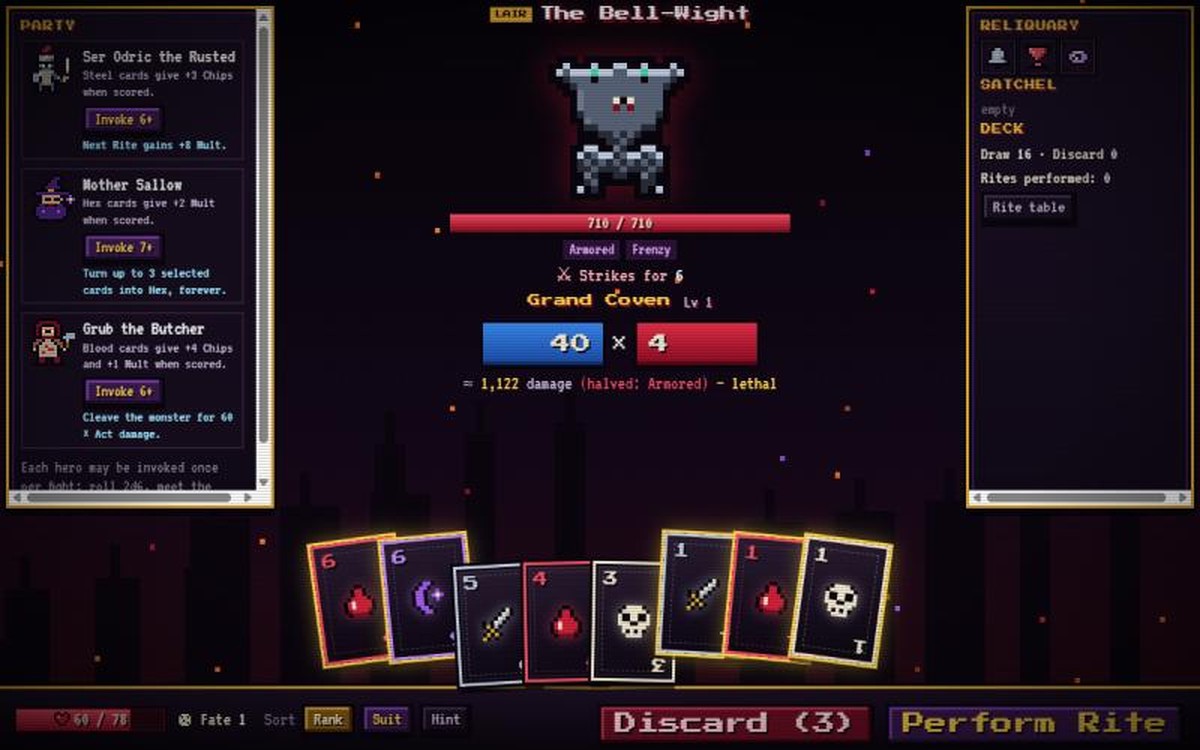 PARTY
Ser Odric the Rusted
Steel cards give +3 Chips
when scored.
Invoke 6+
Next Rite gains +8 Mult.
Mother Sallow
Hex cards give +2 Mult
when scored.
Invoke 7+
Turn up to 3 selected
cards into Hex, forever.
Grub the Butcher
Blood cards give +4 Chips
and +1 Mult when scored.
Invoke 6+
Cleave the monster for 60
x Act damage.
Each hero may be invoked once
per fight: roll 2d6, meet the
LAIR The Bell-Wight
710 / 710
Armored Frenzy
Strikes for 6
Grand Coven Lv 1
40 × 4
≈ 1,122 damage (halved: Armored) - lethal
RELIQUARY
SATCHEL
empty
DECK
Draw 16 · Discard 0
Rites performed: 0
Rite table
6
6
5
4
3
3
1
1
1
1
60 / 78
Fate 1
Sort Rank Suit Hint
Discard (3)
Perform Rite